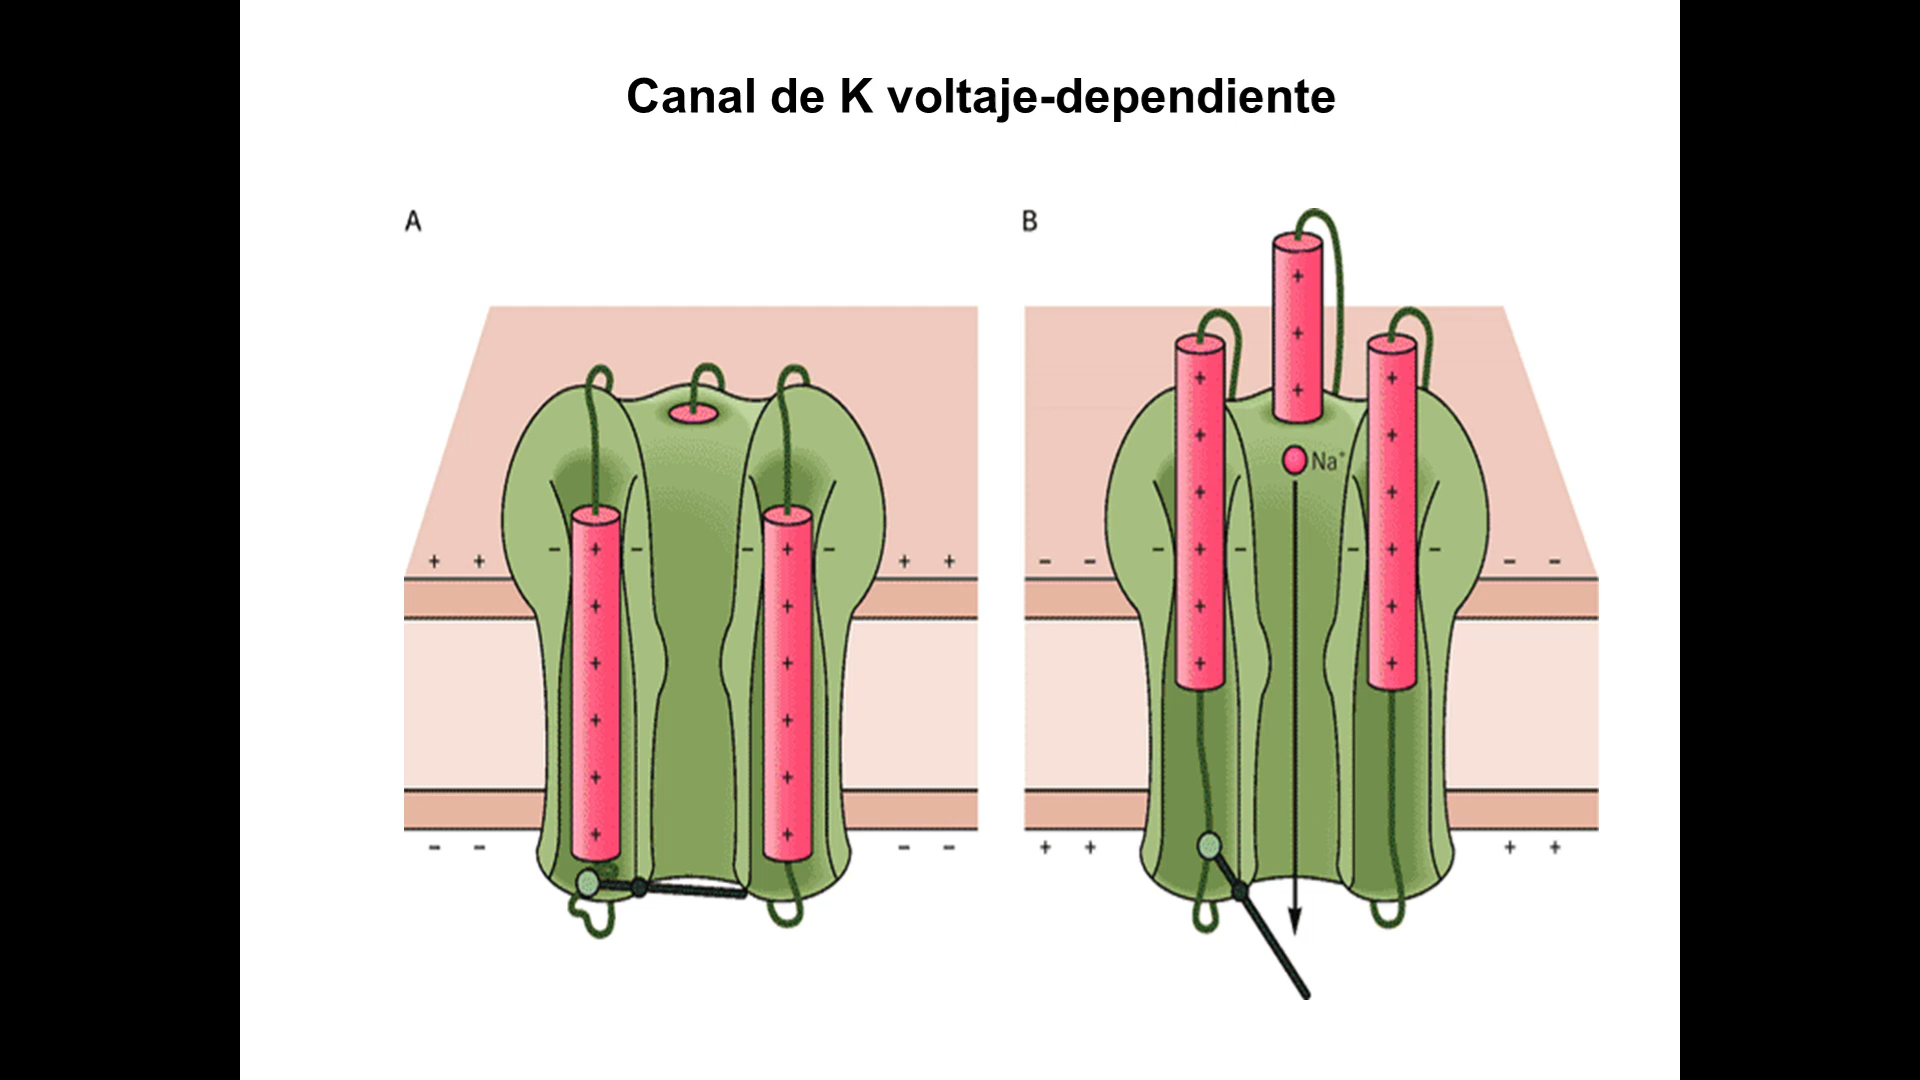 Canal de K voltaje-dependiente
A
B
+
+
+
Na⁺
+ +
+ +
+ +
+ +
- + - - + -
- + - - + -
+ + + +
- - - -
+ +
+ +
+ +
+ +
+ +
+ +
+ +
- - - -
+ + + +